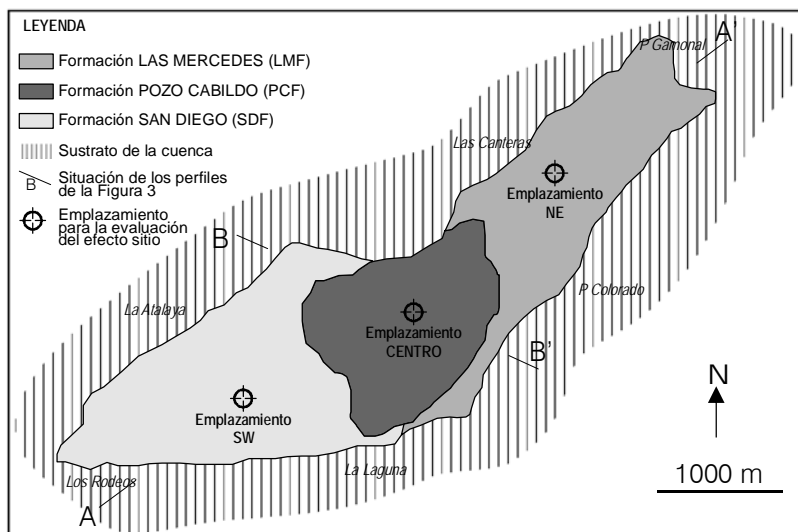 LEYENDA
Formación LAS MERCEDES (LMF)
Formación POZO CABILDO (PCF)
Formación SAN DIEGO (SDF)
Sustrato de la cuenca
B
Situación de los perfiles
de la Figura 3
Emplazamiento
para la evaluación
del efecto sitio
P Gamonal
A'
Las Canteras
Emplazamiento
NE
B
La Atalaya
P Colorado
Emplazamiento
CENTRO
B'
Emplazamiento
SW
N
La Laguna
Los Rodeos
A
1000 m